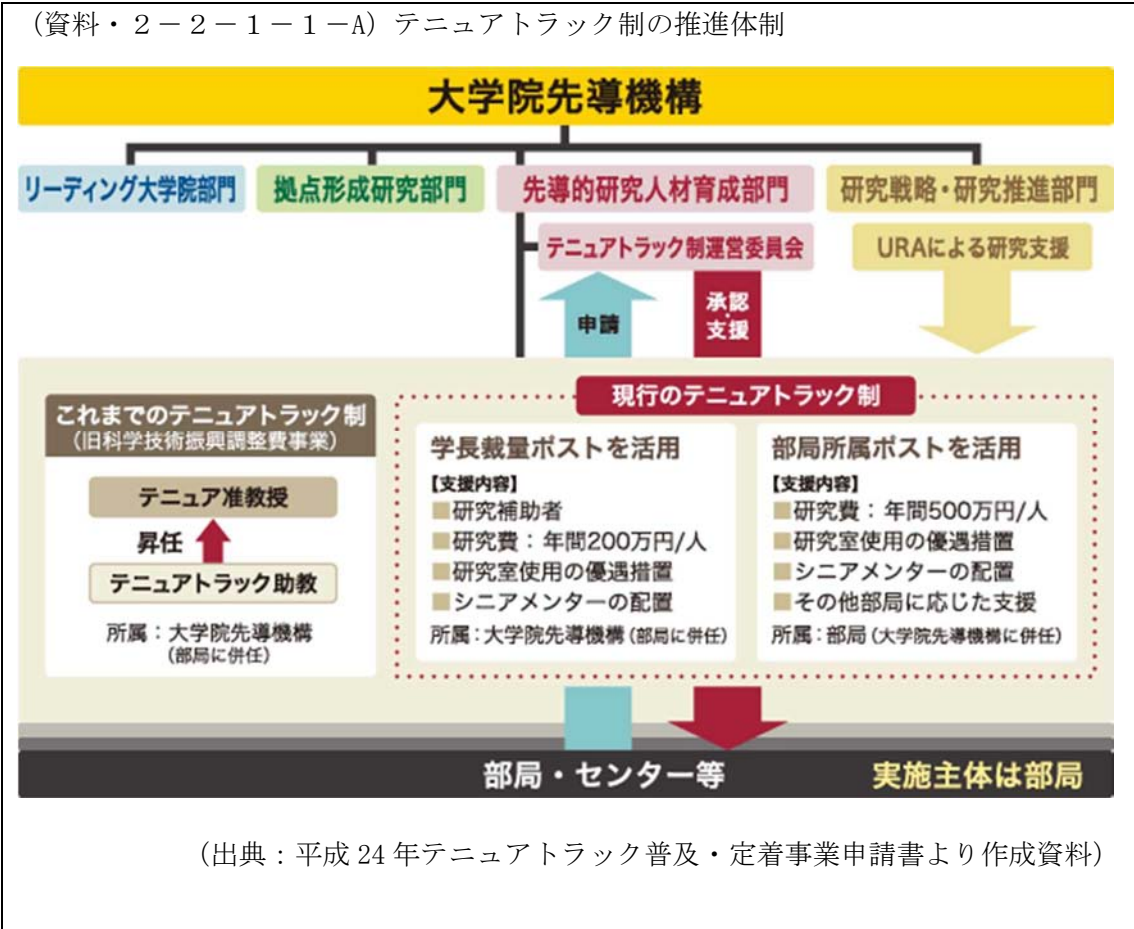 （資料・２－２－１－１－A）テニュアトラック制の推進体制
大学院先導機構
リーディング大学院部門
拠点形成研究部門
先導的研究人材育成部門
研究戦略・研究推進部門
テニュアトラック制運営委員会
URAによる研究支援
申請
承認・
支援
現行のテニュアトラック制
これまでのテニュアトラック制
（旧科学技術振興調整費事業）
テニュア准教授
昇任
テニュアトラック助教
所属：大学院先導機構
（部局に併任）
学長裁量ポストを活用
【支援内容】
■研究補助者
■研究費：年間200万円/人
■研究室使用の優遇措置
■シニアメンターの配置
所属：大学院先導機構（部局に併任）
部局所属ポストを活用
【支援内容】
■研究費：年間500万円/人
■研究室使用の優遇措置
■シニアメンターの配置
■その他部局に応じた支援
所属：部局（大学院先導機構に併任）
部局・センター等
実施主体は部局
（出典：平成 24 年テニュアトラック普及・定着事業申請書より作成資料）